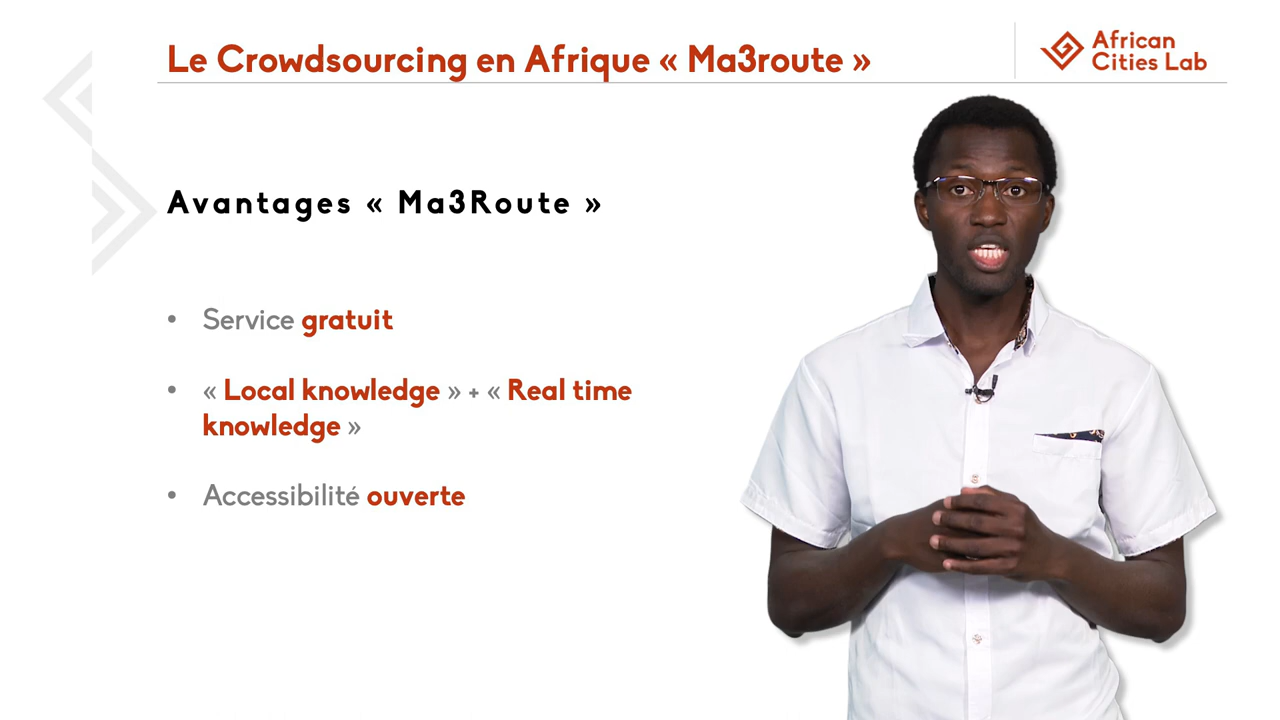 Le Crowdsourcing en Afrique « Ma3route »
African
Cities Lab
Avantages « Ma3Route »
• Service gratuit
• « Local knowledge » + « Real time
knowledge »
• Accessibilité ouverte